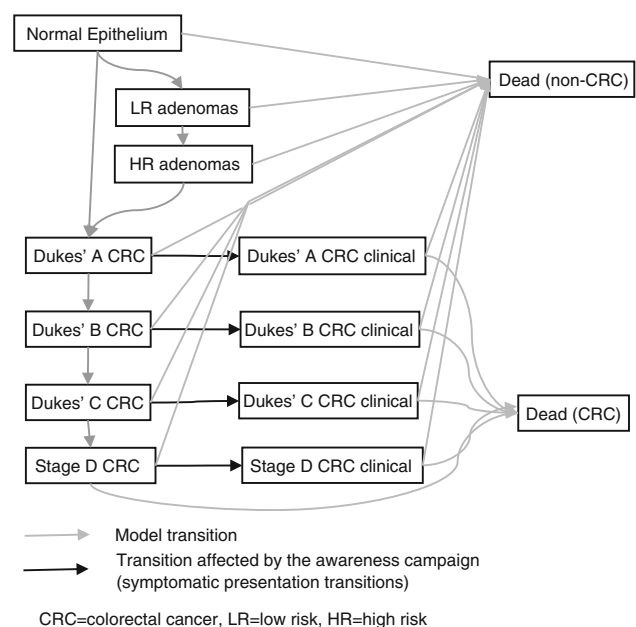 Normal Epithelium
Dead (non-CRC)
LR adenomas
HR adenomas
Dukes' A CRC
Dukes' A CRC clinical
Dukes' B CRC
Dukes' B CRC clinical
Dukes' C CRC
Dukes' C CRC clinical
Dead (CRC)
Stage D CRC
Stage D CRC clinical
Model transition
Transition affected by the awareness campaign
(symptomatic presentation transitions)
CRC=colorectal cancer, LR=low risk, HR=high risk